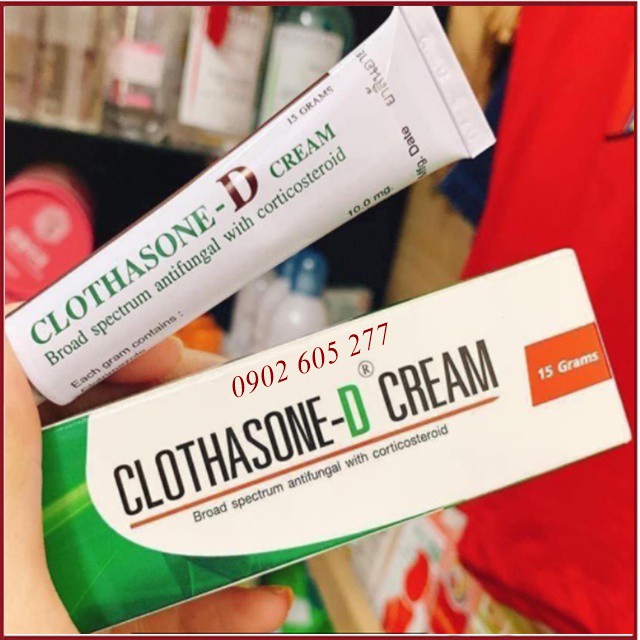 15 GRAMS
CLOTHASONE-D CREAM
Broad spectrum antifungal with corticosteroid
Each gram contains :
10.0 mg.
Mfg. Date
0902 605 277
CLOTHASONE-D® CREAM
Broad spectrum antifungal with corticosteroid
15 Grams